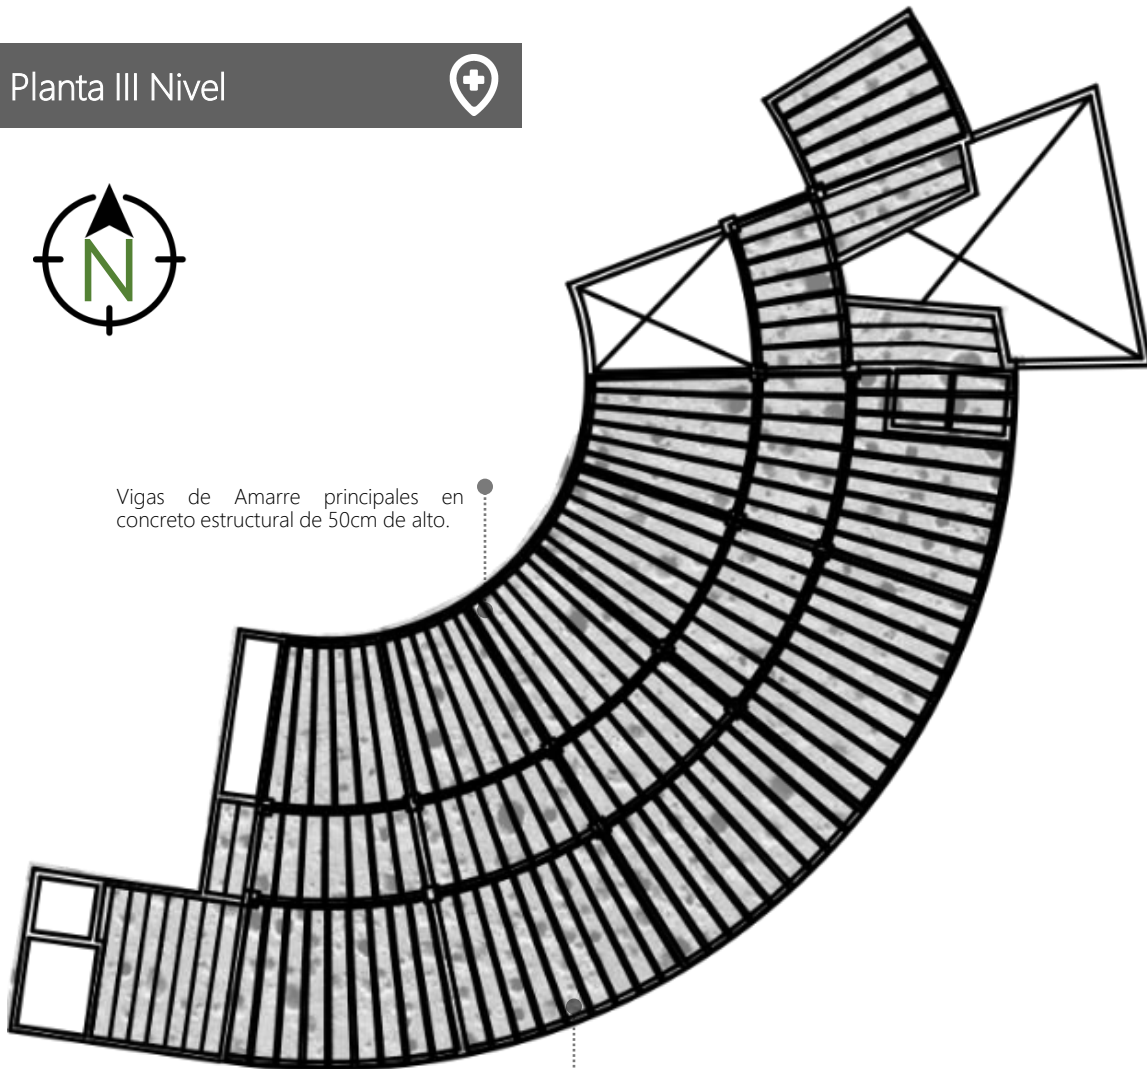 Planta III Nivel
N
Vigas de Amarre principales en
concreto estructural de 50cm de alto.